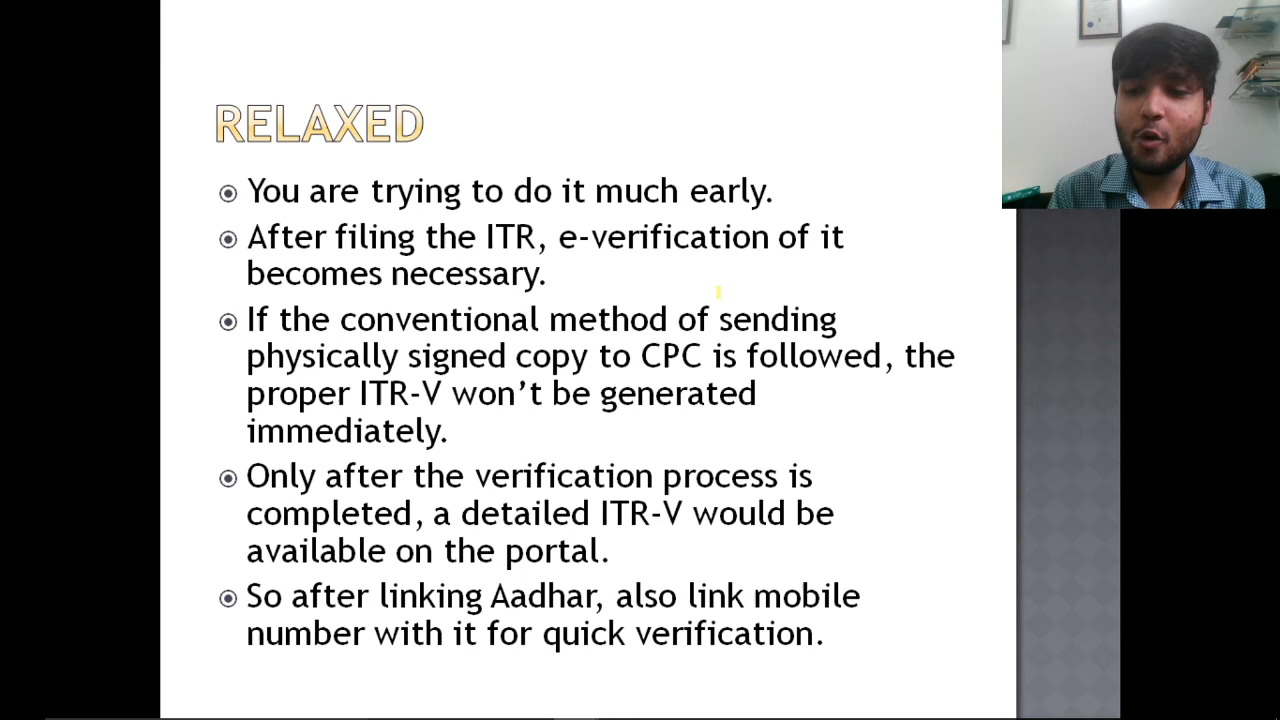 RELAXED
You are trying to do it much early.
After filing the ITR, e-verification of it
becomes necessary.
If the conventional method of sending
physically signed copy to CPC is followed, the
proper ITR-V won’t be generated
immediately.
Only after the verification process is
completed, a detailed ITR-V would be
available on the portal.
So after linking Aadhar, also link mobile
number with it for quick verification.